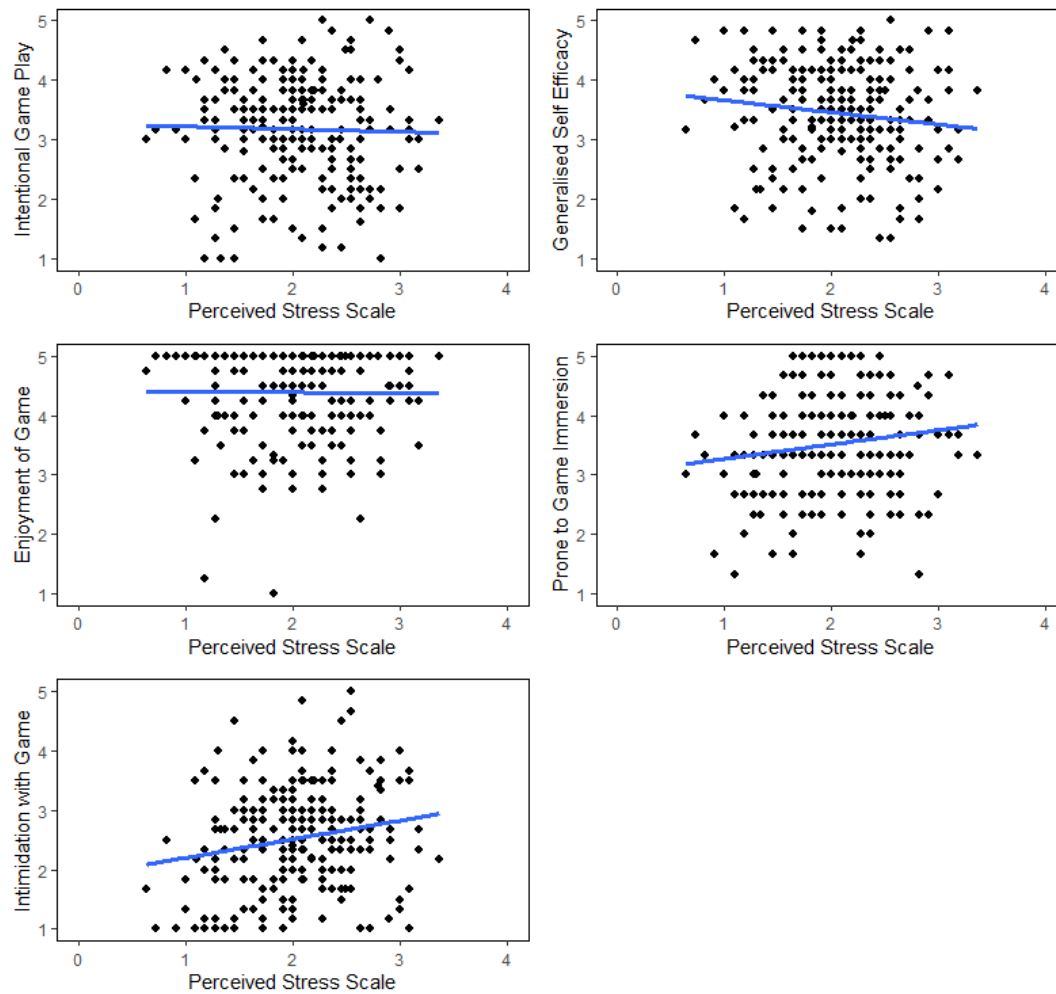 Intentional Game Play
5
4
3
2
1
0 1 2 3 4
Perceived Stress Scale
Generalised Self Efficacy
5
4
3
2
1
0 1 2 3 4
Perceived Stress Scale
Enjoyment of Game
5
4
3
2
1
0 1 2 3 4
Perceived Stress Scale
Prone to Game Immersion
5
4
3
2
1
0 1 2 3 4
Perceived Stress Scale
Intimidation with Game
5
4
3
2
1
0 1 2 3 4
Perceived Stress Scale